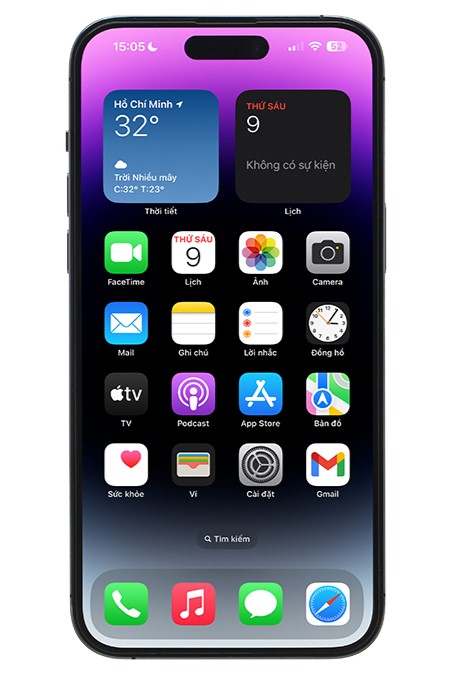 15:05
52
Hồ Chí Minh
32°
Trời Nhiều mây
C:32° T:23°
Thời tiết
THỨ SÁU
9
Không có sự kiện
Lịch
FaceTime
THỨ SÁU
9
Lịch
Ảnh
Camera
Mail
Ghi chú
Lời nhắc
Đồng hồ
tv
TV
Podcast
App Store
Bản đồ
Sức khỏe
Ví
Cài đặt
Gmail
Tìm kiếm